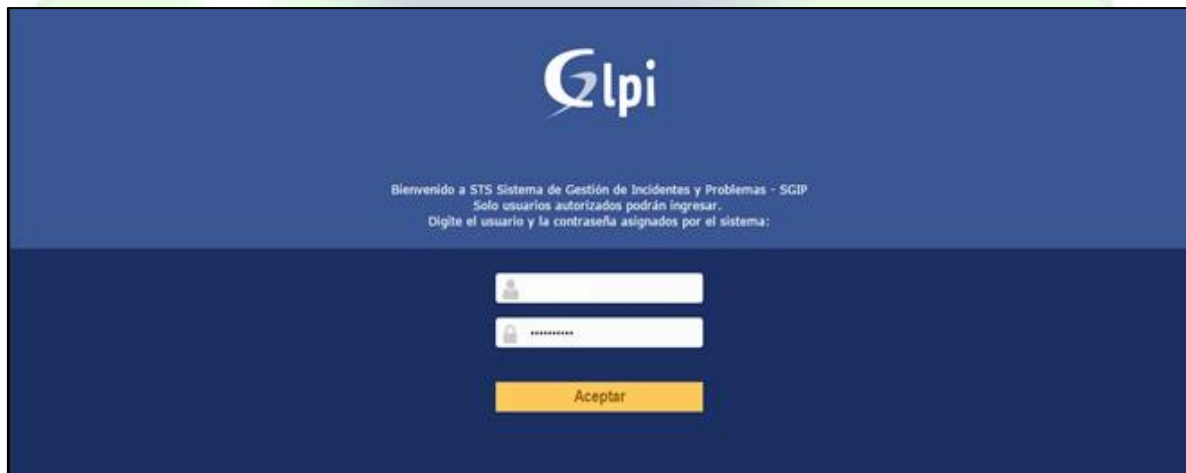 Glpi
Bienvenido a STS Sistema de Gestión de Incidentes y Problemas - SGIP
Solo usuarios autorizados podrán ingresar.
Digite el usuario y la contraseña asignados por el sistema:
••••••••••
Aceptar